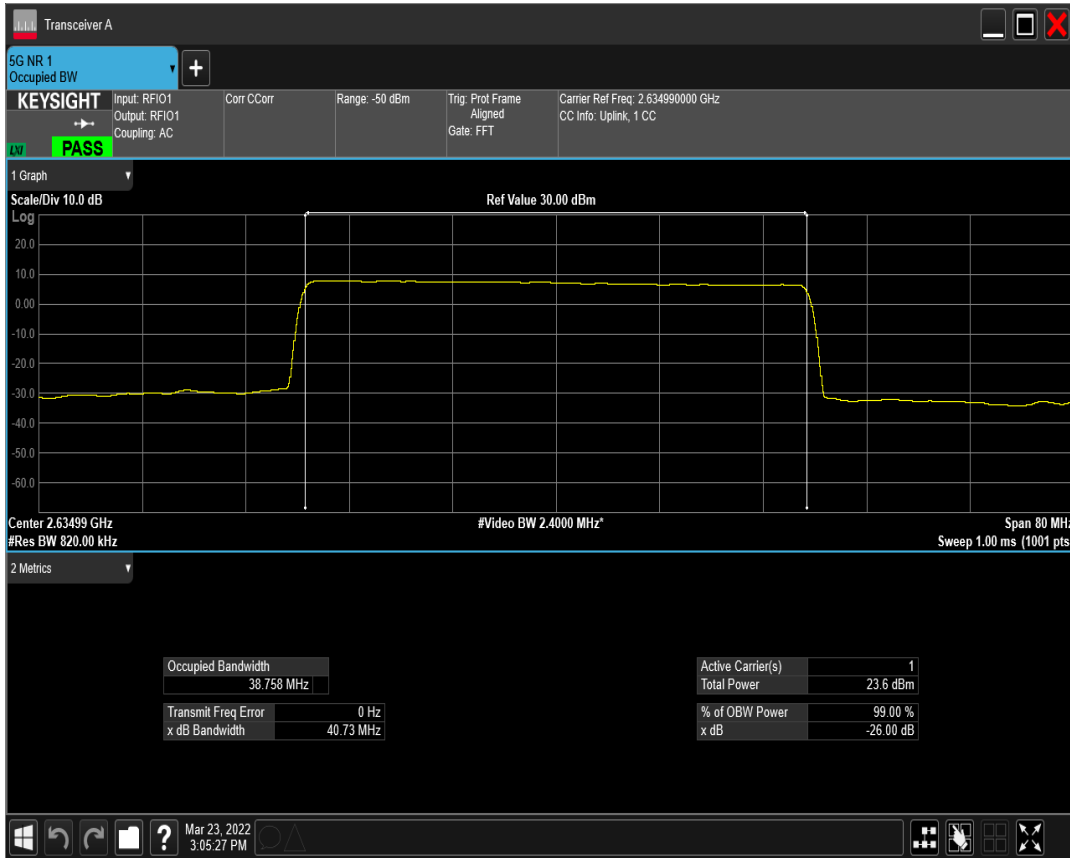 Transceiver A
5G NR 1
Occupied BW
KEYSIGHT
LXI
PASS
Input: RFIO1
Output: RFIO1
Coupling: AC
Corr CCorr
Range: -50 dBm
Trig: Prot Frame
Aligned
Gate: FFT
Carrier Ref Freq: 2.634990000 GHz
CC Info: Uplink, 1 CC
1 Graph
Scale/Div 10.0 dB
Ref Value 30.00 dBm
Log
20.0
10.0
0.00
-10.0
-20.0
-30.0
-40.0
-50.0
-60.0
Center 2.63499 GHz
#Video BW 2.4000 MHz*
Span 80 MHz
#Res BW 820.00 kHz
Sweep 1.00 ms (1001 pts
2 Metrics
Occupied Bandwidth
38.758 MHz
Transmit Freq Error 0 Hz
x dB Bandwidth 40.73 MHz
Active Carrier(s) 1
Total Power 23.6 dBm
% of OBW Power 99.00 %
x dB -26.00 dB
?
Mar 23, 2022
3:05:27 PM